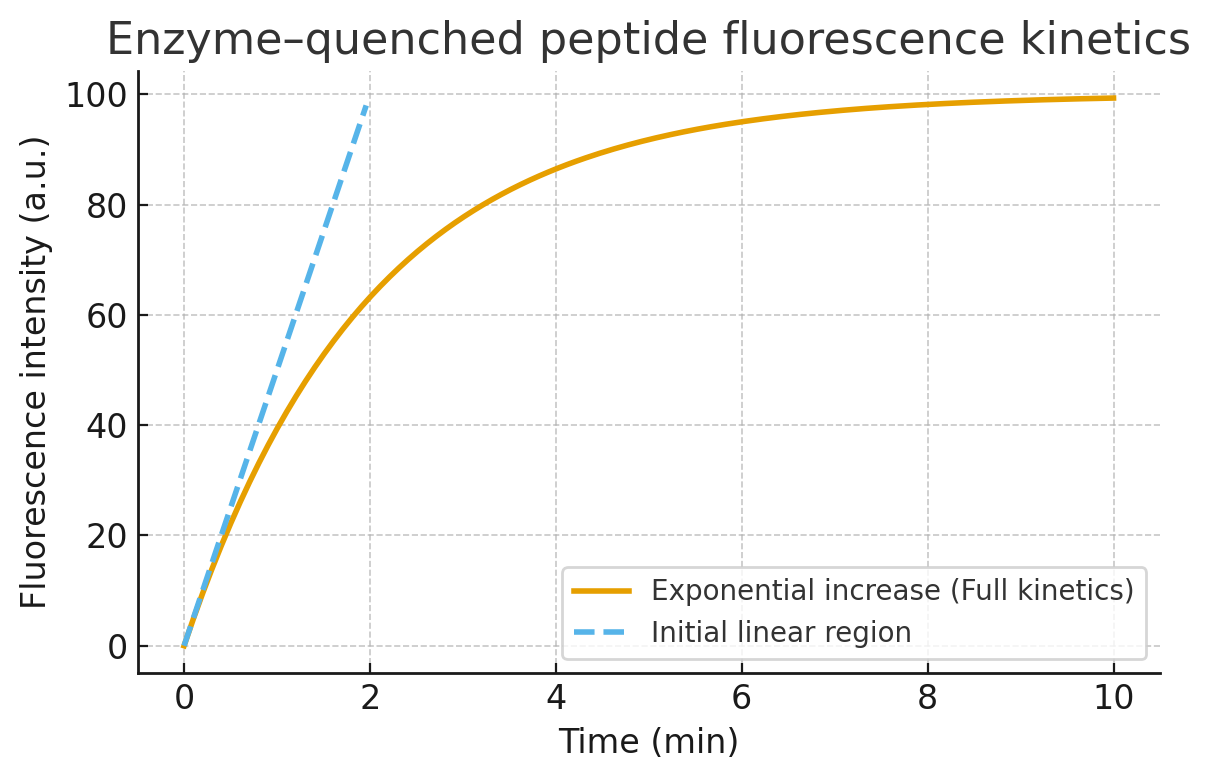 Enzyme–quenched peptide fluorescence kinetics
Fluorescence intensity (a.u.)
100
80
60
40
20
0
Exponential increase (Full kinetics)
Initial linear region
0 2 4 6 8 10
Time (min)